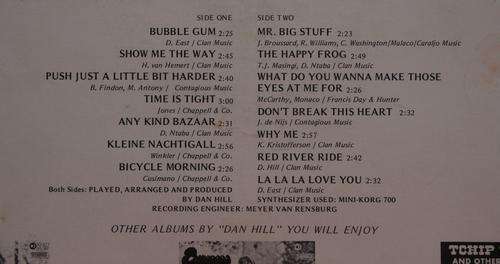 SIDE ONE
BUBBLE GUM 2:25
D. East / Clan Music
SHOW ME THE WAY 2:45
H. van Hemert / Clan Music
PUSH JUST A LITTLE BIT HARDER 2:40
B. Findon, M. Antony / Contagious Music
TIME IS TIGHT 3:00
Jones / Chappell & Co.
ANY KIND BAZAAR 2:31
D. Ntaba / Clan Music
KLEINE NACHTIGALL 2:56
Winkler / Chappell & Co.
BICYCLE MORNING 2:26
Casimano / Chappell & Co.
Both Sides: PLAYED, ARRANGED AND PRODUCED
BY DAN HILL
SIDE TWO
MR. BIG STUFF 2:23
J. Broussard, R. Williams, C. Washington/Malaco/Caraljo Music
THE HAPPY FROG 2:49
T.J. Masingi, D. Ntaba / Clan Music
WHAT DO YOU WANNA MAKE THOSE
EYES AT ME FOR 2:26
McCarthy, Monaco / Francis Day & Hunter
DON'T BREAK THIS HEART 2:32
J. de Nijs / Contagious Music
WHY ME 2:57
K. Kristofferson / Clan Music
RED RIVER RIDE 2:42
D. Hill / Clan Music
LA LA LA LOVE YOU 2:32
D. East / Clan Music
SYNTHESIZER USED: MINI-KORG 700
RECORDING ENGINEER: MEYER VAN RENSBURG
OTHER ALBUMS BY "DAN HILL" YOU WILL ENJOY
TCHIP
AND OTHER